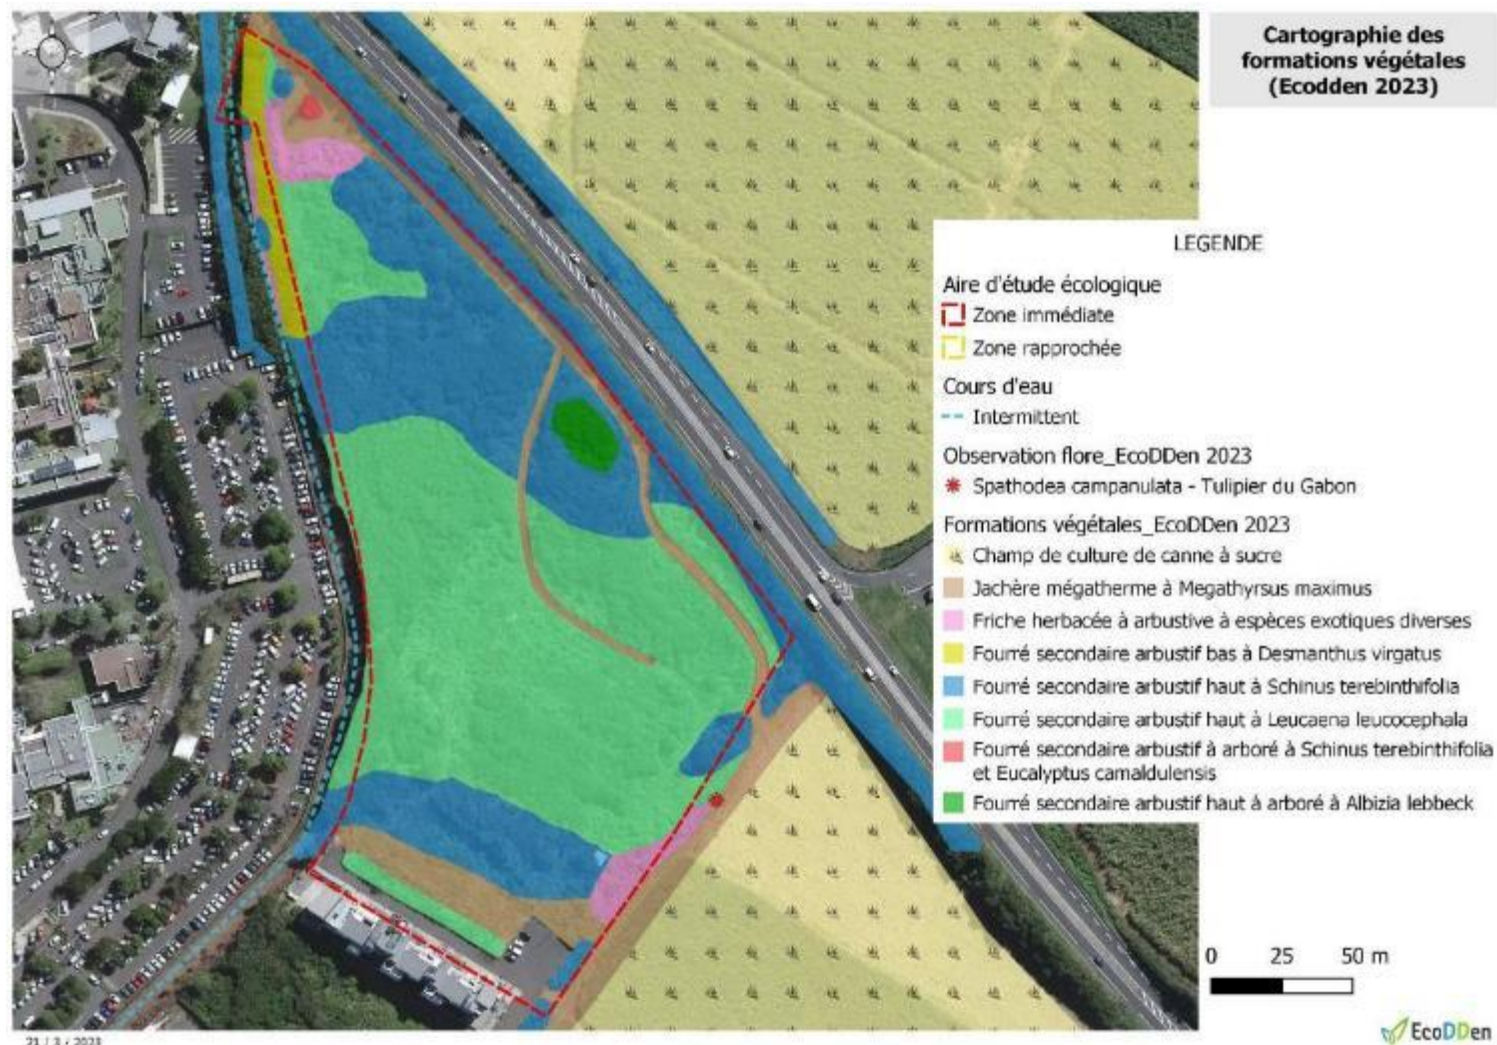 Cartographie des
formations végétales
(Ecodden 2023)
LEGENDE
Aire d'étude écologique
Zone immédiate
Zone rapprochée
Cours d'eau
Intermittent
Observation flore_EcoDDen 2023
Spathodea campanulata - Tulipier du Gabon
Formations végétales_EcoDDen 2023
Champ de culture de canne à sucre
Jachère mégatherme à Megathyrsus maximus
Friche herbacée à arbustive à espèces exotiques diverses
Fourré secondaire arbustif bas à Desmanthus virgatus
Fourré secondaire arbustif haut à Schinus terebinthifolia
Fourré secondaire arbustif haut à Leucaena leucocephala
Fourré secondaire arbustif à arboré à Schinus terebinthifolia
et Eucalyptus camaldulensis
Fourré secondaire arbustif haut à arboré à Albizia lebbeck
0 25 50 m
EcoDDen
21 / 3 / 2023